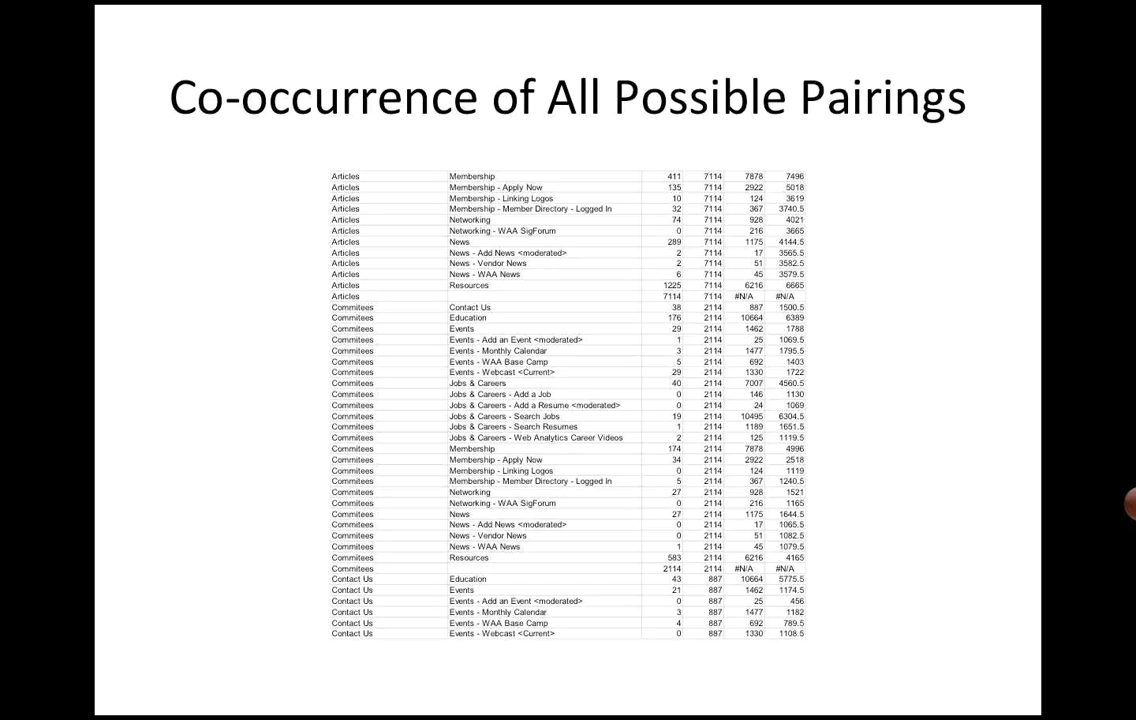 Co-occurrence of All Possible Pairings
Articles Membership 411 7114 7878 7496
Articles Membership - Apply Now 135 7114 2922 5018
Articles Membership - Linking Logos 10 7114 124 3619
Articles Membership - Member Directory - Logged In 32 7114 367 3740.5
Articles Networking 74 7114 928 4021
Articles Networking - WAA SigForum 0 7114 216 3665
Articles News 289 7114 1175 4144.5
Articles News - Add News <moderated> 2 7114 17 3565.5
Articles News - Vendor News 2 7114 51 3582.5
Articles News - WAA News 6 7114 45 3579.5
Articles Resources 1225 7114 6216 6665
Articles 7114 7114 #N/A #N/A
Commitees Contact Us 38 2114 887 1500.5
Commitees Education 176 2114 10664 6389
Commitees Events 29 2114 1462 1788
Commitees Events - Add an Event <moderated> 1 2114 25 1069.5
Commitees Events - Monthly Calendar 3 2114 1477 1795.5
Commitees Events - WAA Base Camp 5 2114 692 1403
Commitees Events - Webcast <Current> 29 2114 1330 1722
Commitees Jobs & Careers 40 2114 7007 4560.5
Commitees Jobs & Careers - Add a Job 0 2114 146 1130
Commitees Jobs & Careers - Add a Resume <moderated> 0 2114 24 1069
Commitees Jobs & Careers - Search Jobs 19 2114 10495 6304.5
Commitees Jobs & Careers - Search Resumes 1 2114 1189 1651.5
Commitees Jobs & Careers - Web Analytics Career Videos 2 2114 125 1119.5
Commitees Membership 174 2114 7878 4996
Commitees Membership - Apply Now 34 2114 2922 2518
Commitees Membership - Linking Logos 0 2114 124 1119
Commitees Membership - Member Directory - Logged In 5 2114 367 1240.5
Commitees Networking 27 2114 928 1521
Commitees Networking - WAA SigForum 0 2114 216 1165
Commitees News 27 2114 1175 1644.5
Commitees News - Add News <moderated> 0 2114 17 1065.5
Commitees News - Vendor News 0 2114 51 1082.5
Commitees News - WAA News 1 2114 45 1079.5
Commitees Resources 583 2114 6216 4165
Commitees 2114 2114 #N/A #N/A
Contact Us Education 43 887 10664 5775.5
Contact Us Events 21 887 1462 1174.5
Contact Us Events - Add an Event <moderated> 0 887 25 456
Contact Us Events - Monthly Calendar 3 887 1477 1182
Contact Us Events - WAA Base Camp 4 887 692 789.5
Contact Us Events - Webcast <Current> 0 887 1330 1108.5